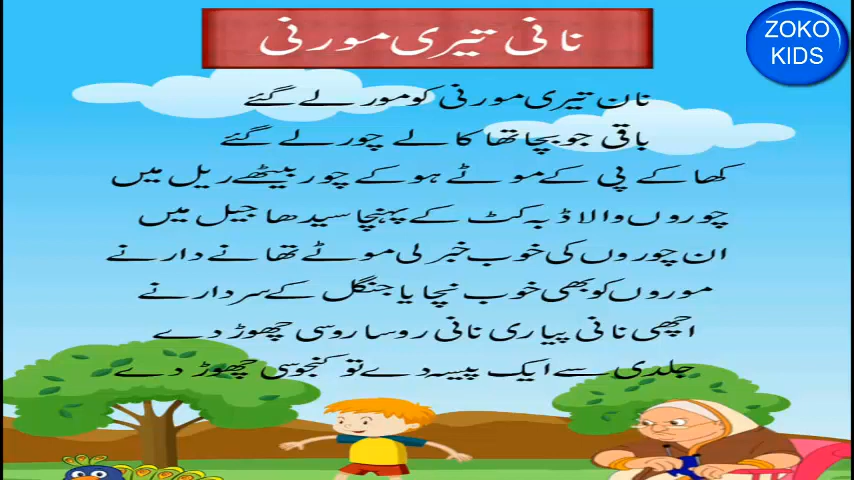 نانی تیری مورنی
ZOKO
KIDS
نان تیری مورنی کو مور لے گئے
باقی جو بچا تھا کالے چور لے گئے
کھا کے پی کے موٹے ہو کے چور بیٹھے ریل میں
چوروں والا ڈبہ کٹ کے پہنچا سیدھا جیل میں
ان چوروں کی خوب خبر لی موٹے تھانے دار نے
موروں کو بھی خوب نچایا جنگل کے سردار نے
اچھی نانی پیاری نانی روسا روسی چھوڑ دے
جلدی سے ایک پیسہ دے تو کنجوسی چھوڑ دے